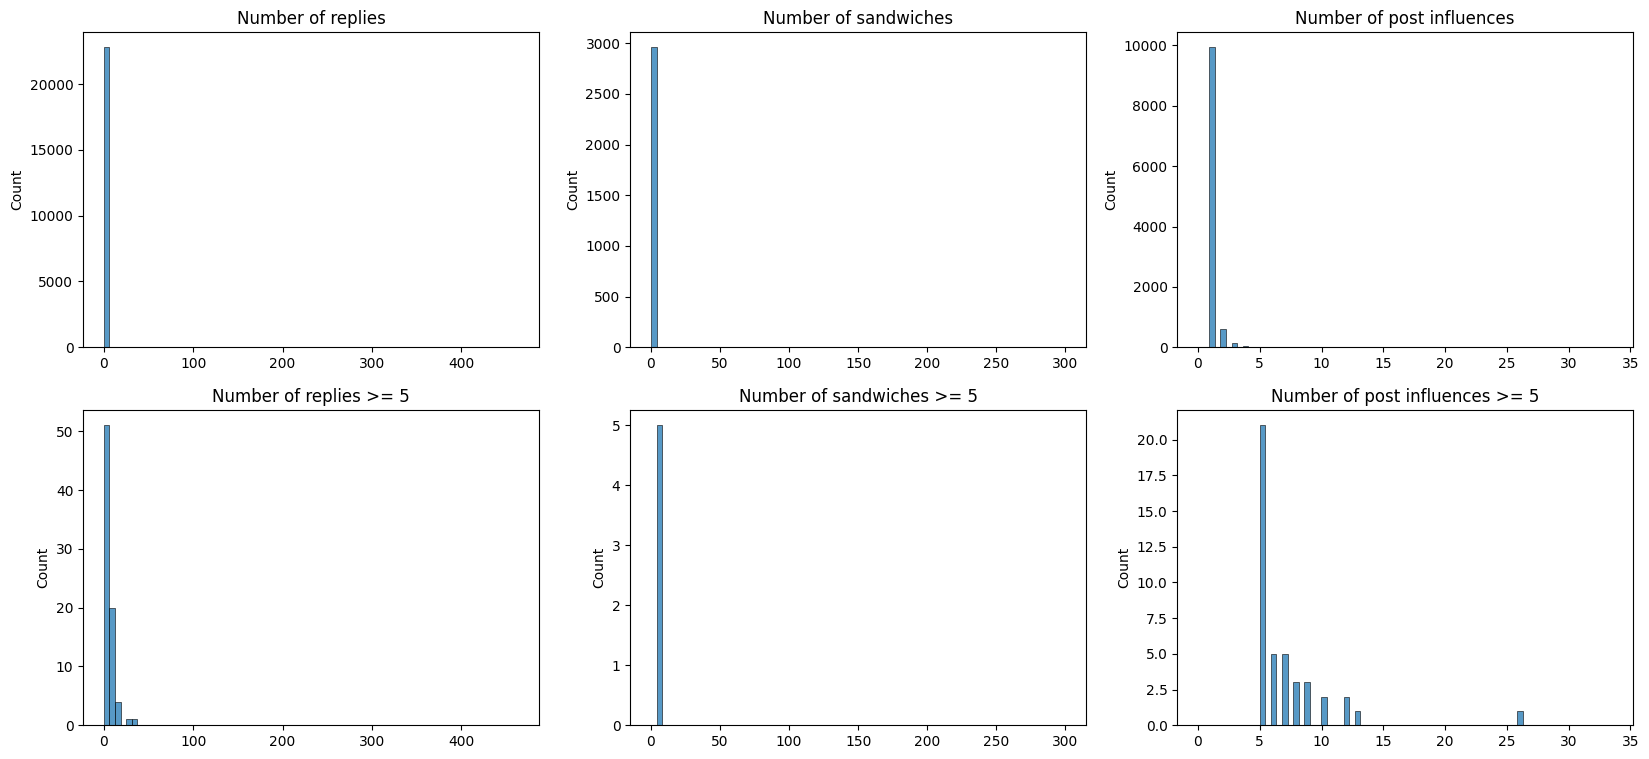 Number of replies
Number of sandwiches
Number of post influences
Count
20000
15000
10000
5000
0
0 100 200 300 400
Count
3000
2500
2000
1500
1000
500
0
0 50 100 150 200 250 300
Count
10000
8000
6000
4000
2000
0
0 5 10 15 20 25 30 35
Number of replies >= 5
Number of sandwiches >= 5
Number of post influences >= 5
Count
50
40
30
20
10
0
0 100 200 300 400
Count
5
4
3
2
1
0
0 50 100 150 200 250 300
Count
20.0
17.5
15.0
12.5
10.0
7.5
5.0
2.5
0.0
0 5 10 15 20 25 30 35